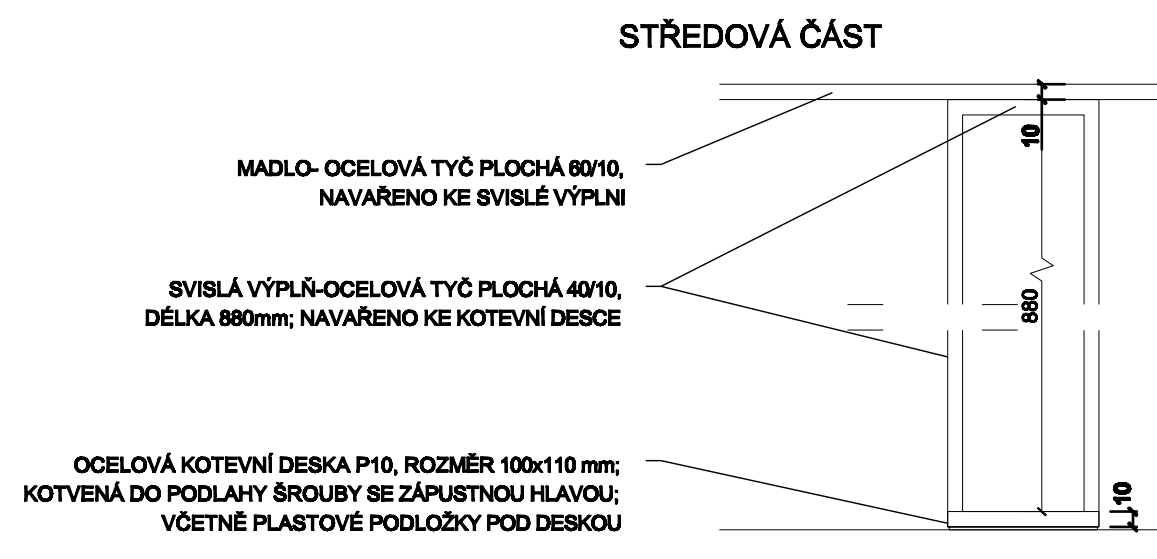 STŘEDOVÁ ČÁST
MADLO- OCELOVÁ TYČ PLOCHÁ 60/10,
NAVAŘENO KE SVISLÉ VÝPLNI
10
SVISLÁ VÝPLŇ-OCELOVÁ TYČ PLOCHÁ 40/10,
DÉLKA 880mm; NAVAŘENO KE KOTEVNÍ DESCE
880
OCELOVÁ KOTEVNÍ DESKA P10, ROZMĚR 100x110 mm;
KOTVENÁ DO PODLAHY ŠROUBY SE ZÁPUSTNOU HLAVOU;
VČETNĚ PLASTOVÉ PODLOŽKY POD DESKOU
10